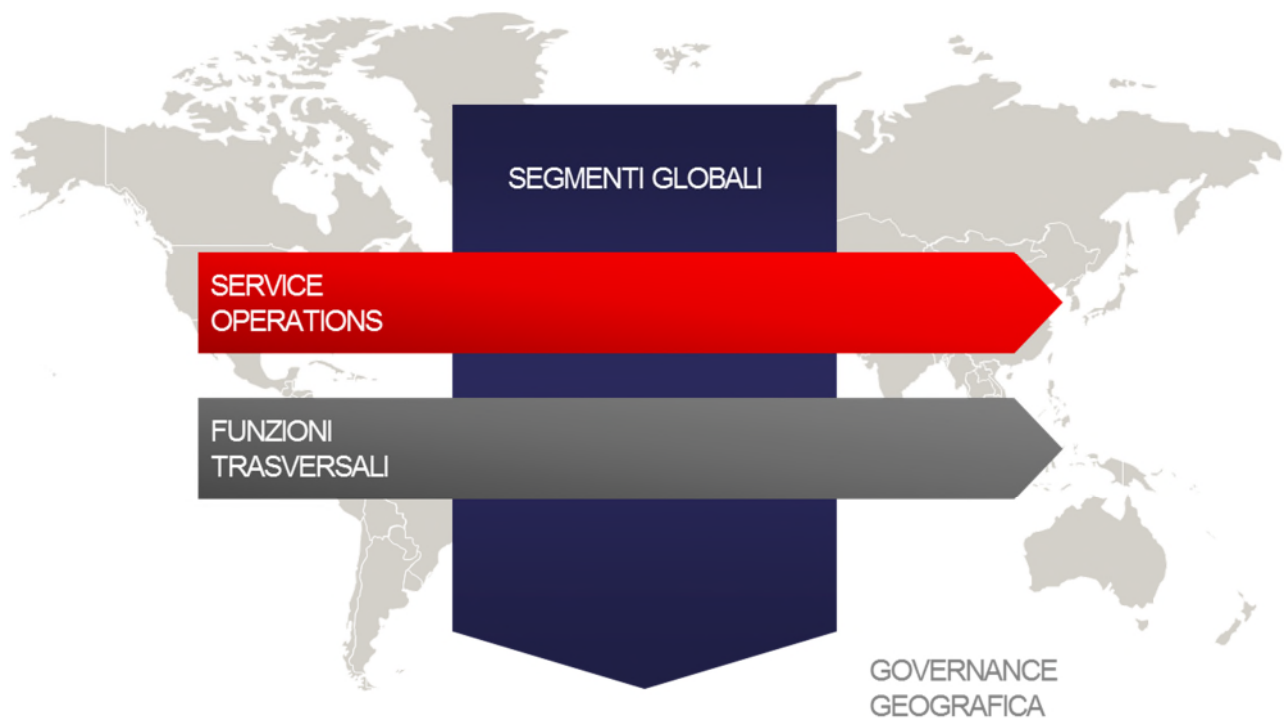 SEGMENTI GLOBALI
SERVICE
OPERATIONS
FUNZIONI
TRASVERSALI
GOVERNANCE
GEOGRAFICA